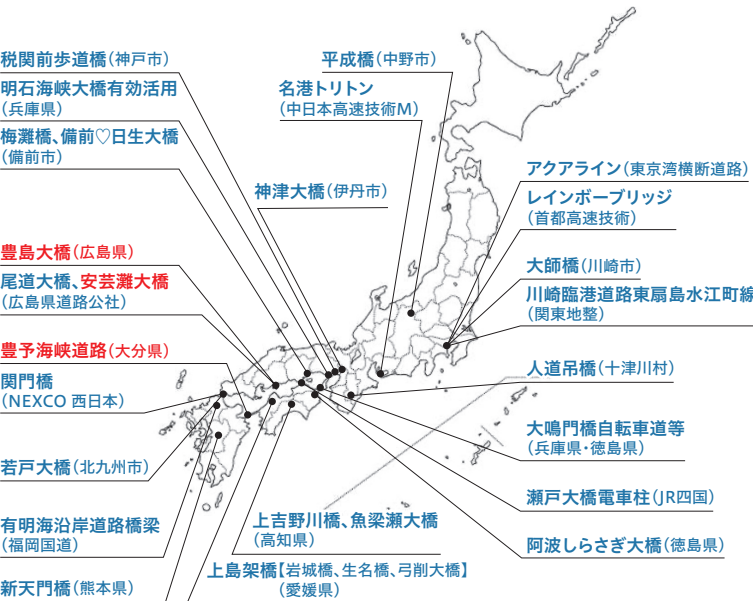 税関前歩道橋(神戸市)
明石海峡大橋有効活用
(兵庫県)
梅灘橋、備前♡日生大橋
(備前市)
平成橋(中野市)
名港トリトン
(中日本高速技術M)
神津大橋(伊丹市)
豊島大橋(広島県)
尾道大橋、安芸灘大橋
(広島県道路公社)
豊予海峡道路(大分県)
関門橋
(NEXCO 西日本)
若戸大橋(北九州市)
有明海沿岸道路橋梁
(福岡国道)
新天門橋(熊本県)
アクアライン(東京湾横断道路)
レインボーブリッジ
(首都高速技術)
大師橋(川崎市)
川崎臨港道路東扇島水江町線
(関東地整)
人道吊橋(十津川村)
大鳴門橋自転車道等
(兵庫県・徳島県)
瀬戸大橋電車柱(JR四国)
阿波しらさぎ大橋(徳島県)
上吉野川橋、魚梁瀬大橋
(高知県)
上島架橋【岩城橋、生名橋、弓削大橋】
(愛媛県)